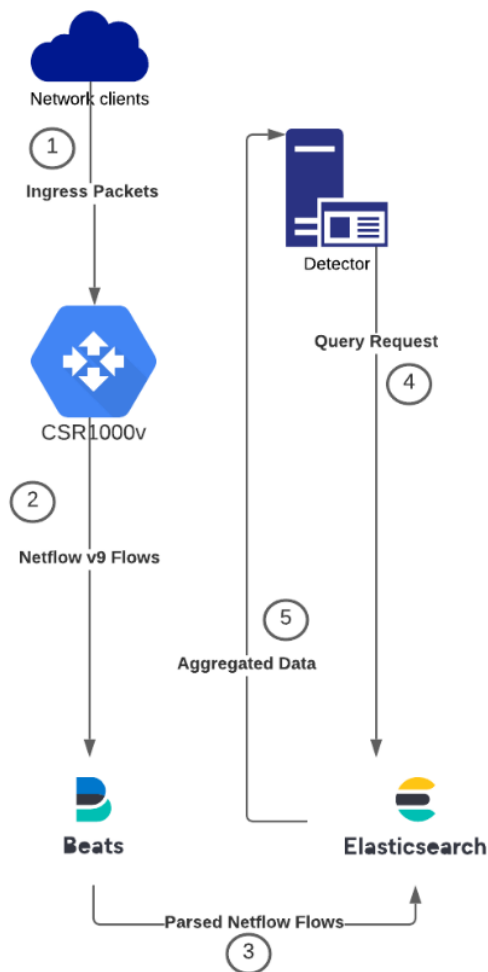 Network clients
1
Ingress Packets
CSR1000v
2
Netflow v9 Flows
Beats
Parsed Netflow Flows
3
Detector
Query Request
4
5
Aggregated Data
Elasticsearch